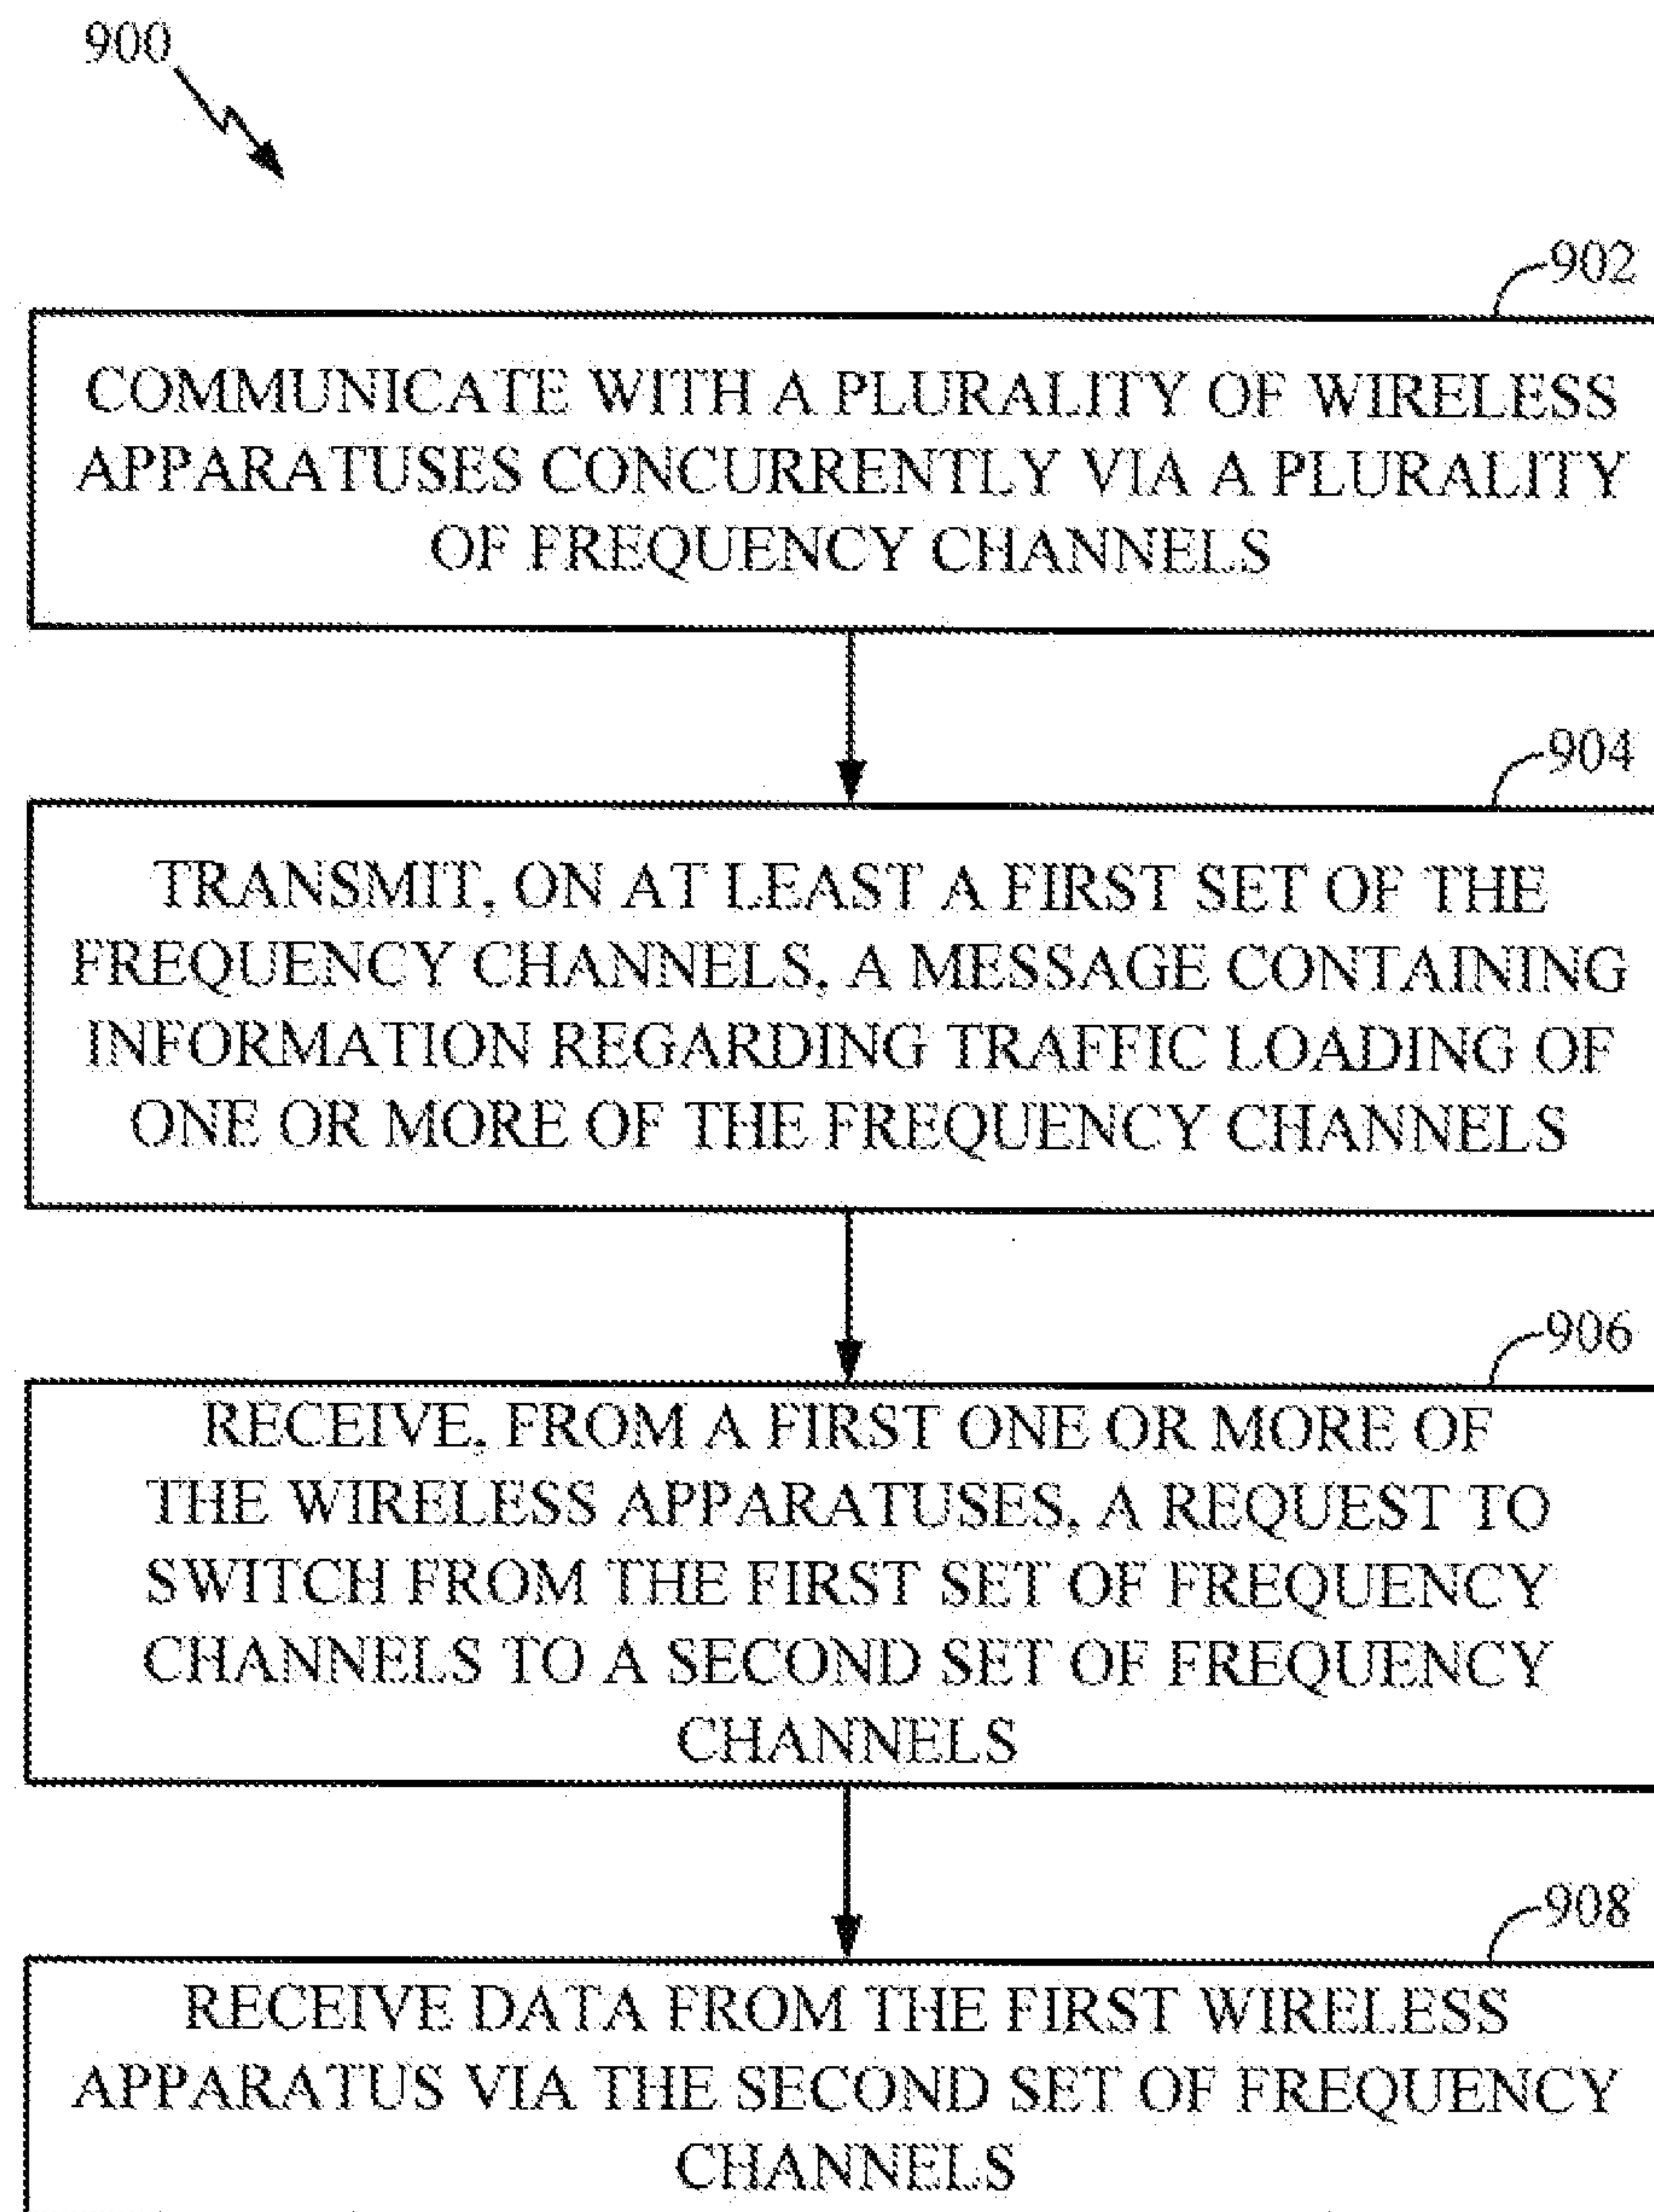 900
902
COMMUNICATE WITH A PLURALITY OF WIRELESS
APPARATUSES CONCURRENTLY VIA A PLURALITY
OF FREQUENCY CHANNELS
904
TRANSMIT, ON AT LEAST A FIRST SET OF THE
FREQUENCY CHANNELS, A MESSAGE CONTAINING
INFORMATION REGARDING TRAFFIC LOADING OF
ONE OR MORE OF THE FREQUENCY CHANNELS
906
RECEIVE, FROM A FIRST ONE OR MORE OF
THE WIRELESS APPARATUSES, A REQUEST TO
SWITCH FROM THE FIRST SET OF FREQUENCY
CHANNELS TO A SECOND SET OF FREQUENCY
CHANNELS
908
RECEIVE DATA FROM THE FIRST WIRELESS
APPARATUS VIA THE SECOND SET OF FREQUENCY
CHANNELS